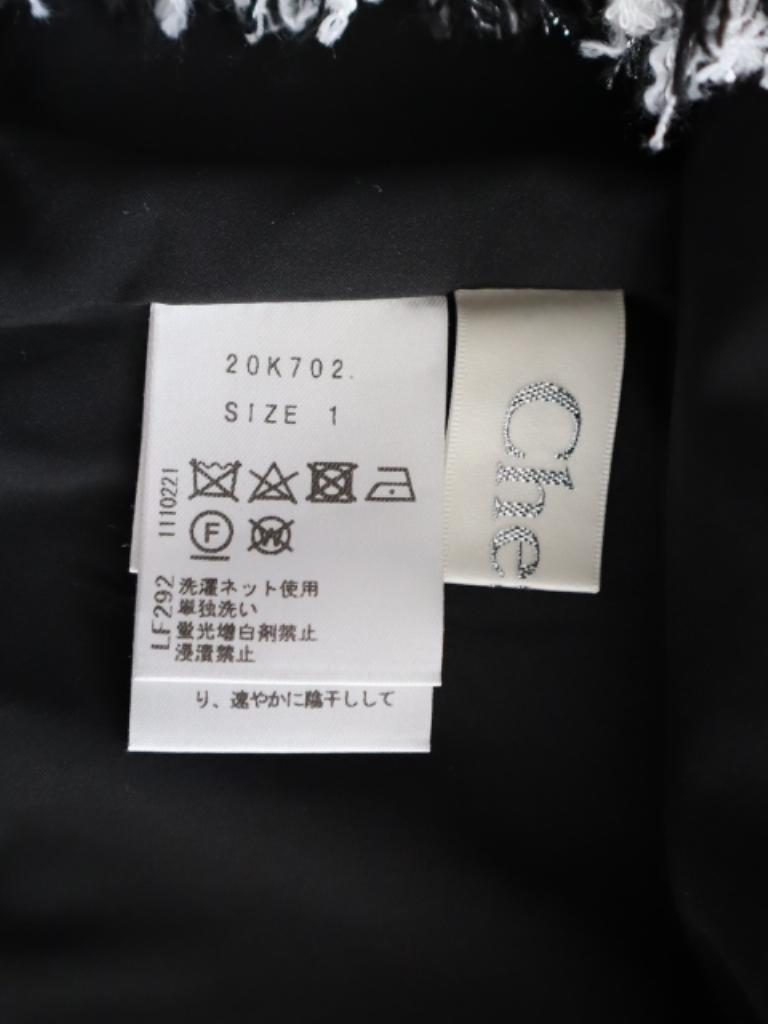 20K702.
SIZE 1
1110221
F
W
LF292
洗濯ネット使用
単独洗い
蛍光増白剤禁止
浸漬禁止
り、速やかに陰干しして
Che